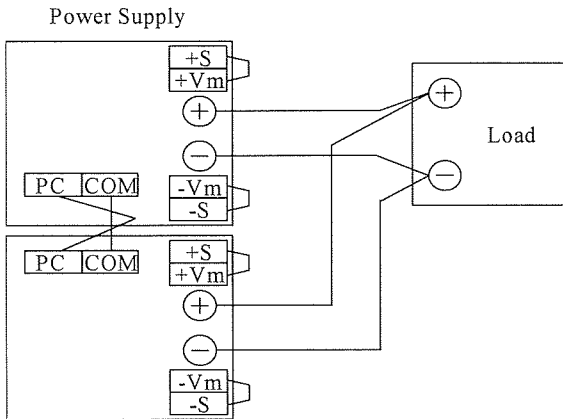 Power Supply
+S
+Vm
+
−
PC COM
-Vm
-S
+
Load
−
PC COM
+S
+Vm
+
−
-Vm
-S